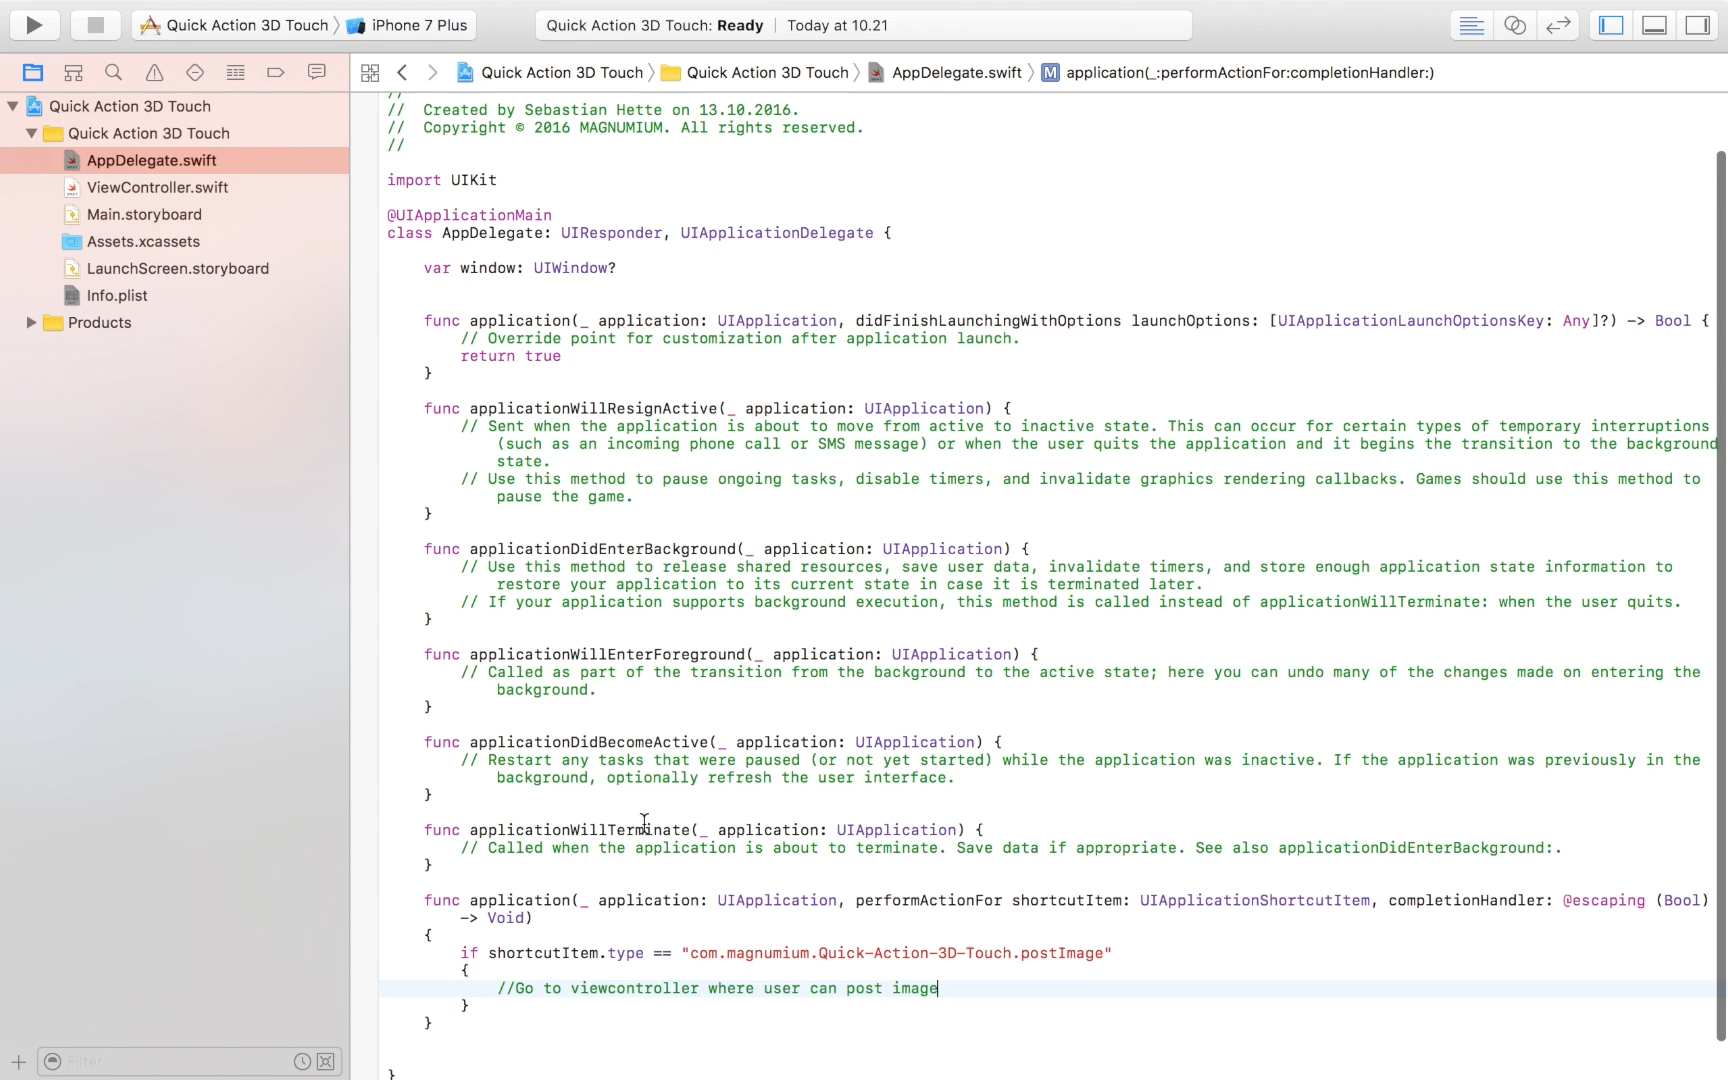 Quick Action 3D Touch  iPhone 7 Plus
Quick Action 3D Touch: Ready  Today at 10.21
Quick Action 3D Touch  Quick Action 3D Touch  AppDelegate.swift  M  application(_:performActionFor:completionHandler:)
Quick Action 3D Touch
Quick Action 3D Touch
AppDelegate.swift
ViewController.swift
Main.storyboard
Assets.xcassets
LaunchScreen.storyboard
Info.plist
Products
Filter
//
//  Created by Sebastian Hette on 13.10.2016.
//  Copyright © 2016 MAGNUMIUM. All rights reserved.
//
import UIKit
@UIApplicationMain
class AppDelegate: UIResponder, UIApplicationDelegate {
var window: UIWindow?
func application(_ application: UIApplication, didFinishLaunchingWithOptions launchOptions: [UIApplicationLaunchOptionsKey: Any]?) -> Bool {
// Override point for customization after application launch.
return true
}
func applicationWillResignActive(_ application: UIApplication) {
// Sent when the application is about to move from active to inactive state. This can occur for certain types of temporary interruptions
(such as an incoming phone call or SMS message) or when the user quits the application and it begins the transition to the background
state.
// Use this method to pause ongoing tasks, disable timers, and invalidate graphics rendering callbacks. Games should use this method to
pause the game.
}
func applicationDidEnterBackground(_ application: UIApplication) {
// Use this method to release shared resources, save user data, invalidate timers, and store enough application state information to
restore your application to its current state in case it is terminated later.
// If your application supports background execution, this method is called instead of applicationWillTerminate: when the user quits.
}
func applicationWillEnterForeground(_ application: UIApplication) {
// Called as part of the transition from the background to the active state; here you can undo many of the changes made on entering the
background.
}
func applicationDidBecomeActive(_ application: UIApplication) {
// Restart any tasks that were paused (or not yet started) while the application was inactive. If the application was previously in the
background, optionally refresh the user interface.
}
func applicationWillTerminate(_ application: UIApplication) {
// Called when the application is about to terminate. Save data if appropriate. See also applicationDidEnterBackground:.
}
func application(_ application: UIApplication, performActionFor shortcutItem: UIApplicationShortcutItem, completionHandler: @escaping (Bool)
-> Void)
{
if shortcutItem.type == "com.magnumium.Quick-Action-3D-Touch.postImage"
{
//Go to viewcontroller where user can post image
}
}
}